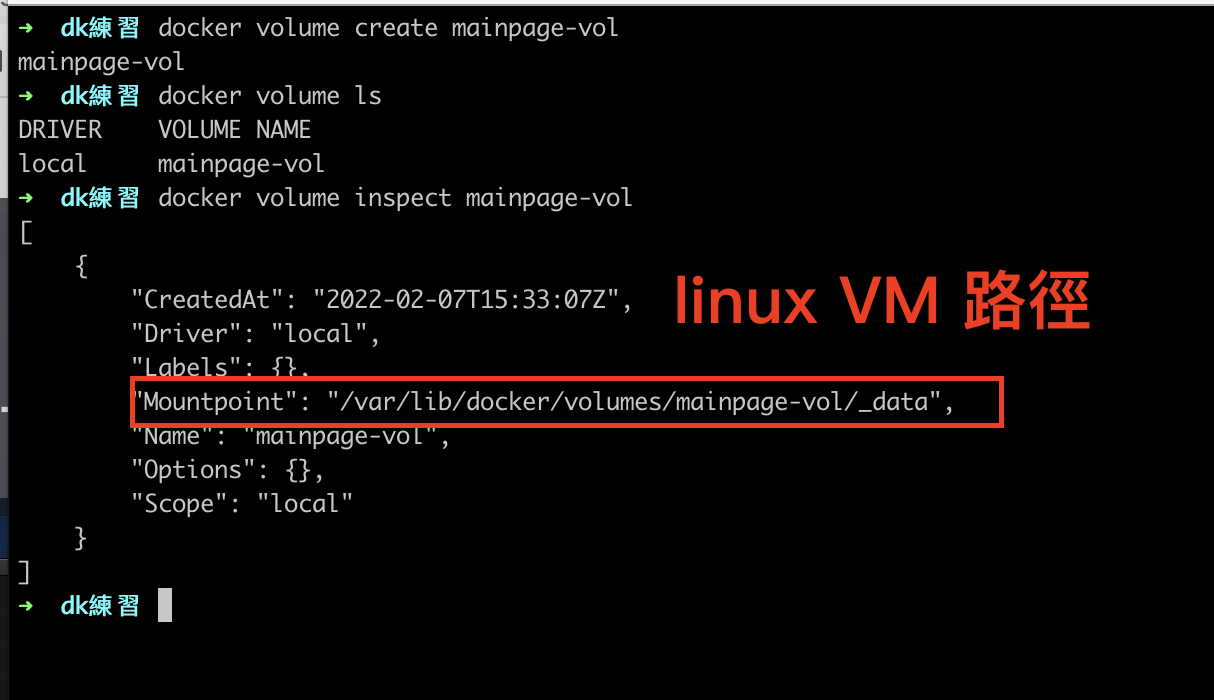 ➜ dk練習 docker volume create mainpage-vol
mainpage-vol
➜ dk練習 docker volume ls
DRIVER    VOLUME NAME
local     mainpage-vol
➜ dk練習 docker volume inspect mainpage-vol
[
    {
        "CreatedAt": "2022-02-07T15:33:07Z",
linux VM 路徑
        "Driver": "local",
        "Labels": {},
        "Mountpoint": "/var/lib/docker/volumes/mainpage-vol/_data",
        "Name": "mainpage-vol",
        "Options": {},
        "Scope": "local"
    }
]
➜ dk練習